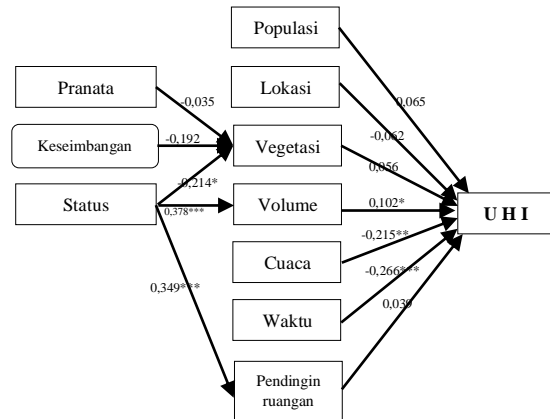 Populasi
0,065
Lokasi
Pranata
-0,035
-0,062
Keseimbangan
-0,192
Vegetasi
0,056
-0,214*
Status
0,378***
Volume
0,102*
U H I
-0,215**
Cuaca
-0,266***
0,349***
Waktu
0,039
Pendingin
ruangan